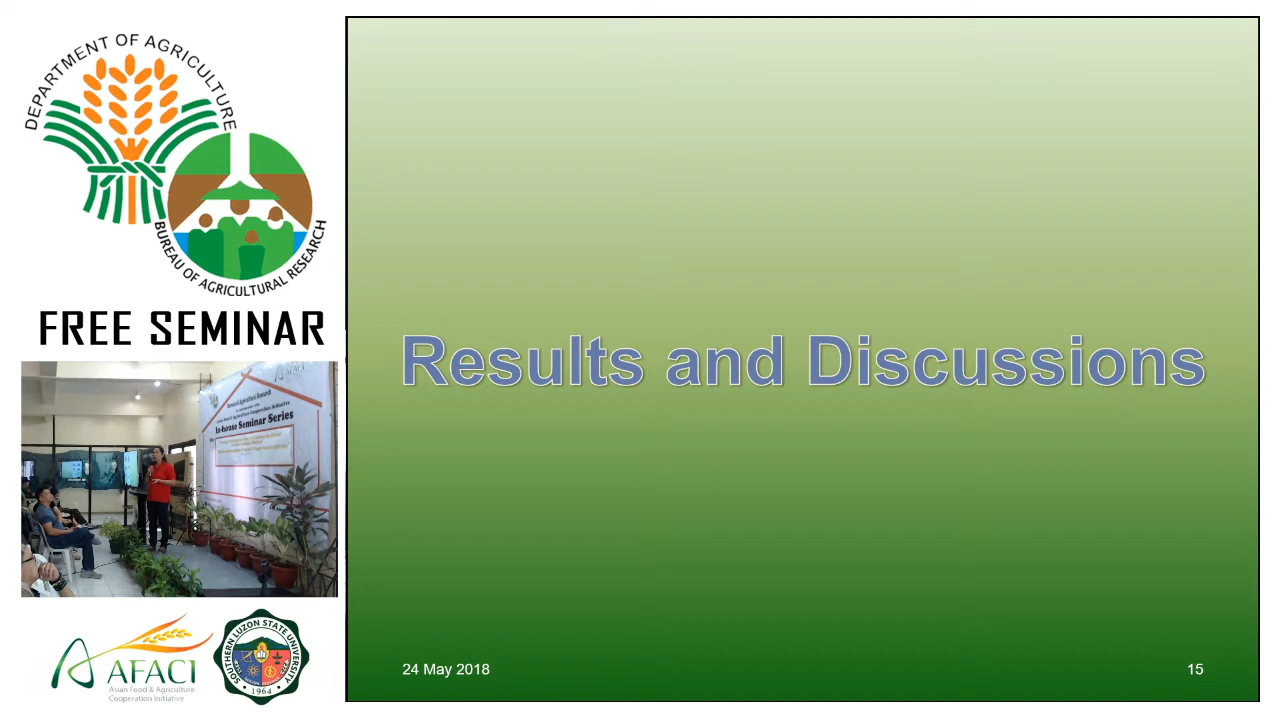 DEPARTMENT OF AGRICULTURE
BUREAU OF AGRICULTURAL RESEARCH
FREE SEMINAR
AFACI
In-house Seminar Series
AFACI
Asian Food & Agriculture
Cooperation Initiative
SOUTHERN LUZON STATE UNIVERSITY
• 1964 •
Results and Discussions
24 May 2018
15